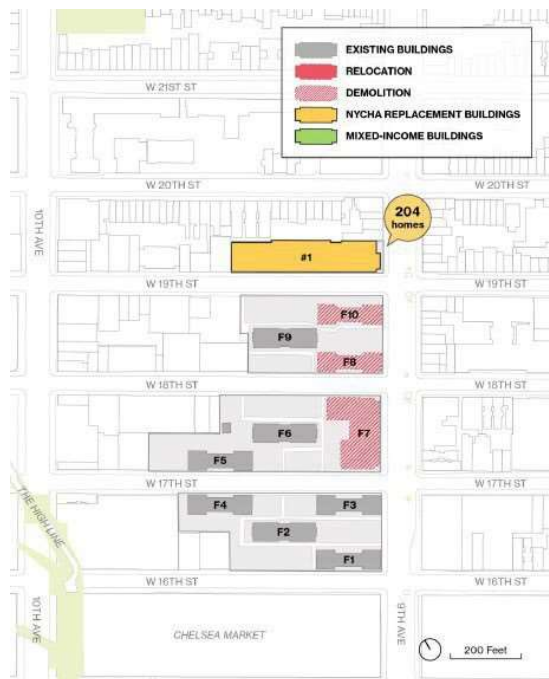 EXISTING BUILDINGS
RELOCATION
DEMOLITION
NYCHA REPLACEMENT BUILDINGS
MIXED-INCOME BUILDINGS
W 21ST ST
W 20TH ST
W 20TH ST
10TH AVE
204
homes
#1
W 19TH ST
W 19TH ST
F10
F9
F8
W 18TH ST
W 18TH ST
F7
F6
F5
W 17TH ST
W 17TH ST
THE HIGH LINE
F4
F3
F2
F1
W 16TH ST
W 16TH ST
10TH AVE
CHELSEA MARKET
9TH AVE
200 Feet